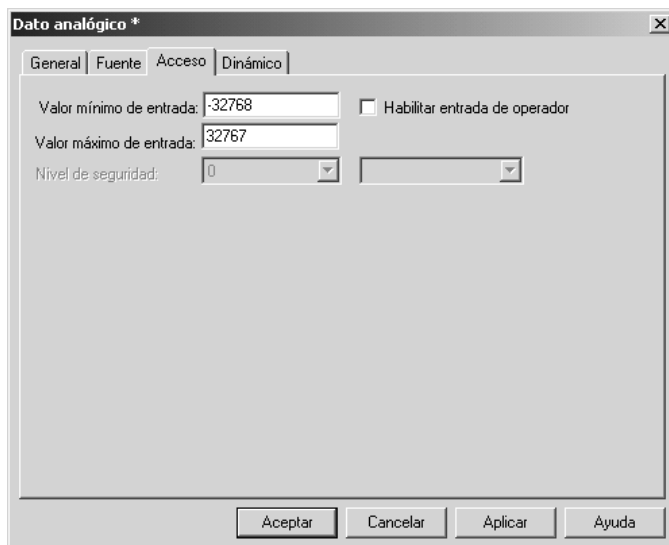 Dato analógico *
General Fuente Acceso Dinámico
Valor mínimo de entrada: -32768 Habilitar entrada de operador
Valor máximo de entrada: 32767
Nivel de seguridad: 0
Aceptar Cancelar Aplicar Ayuda